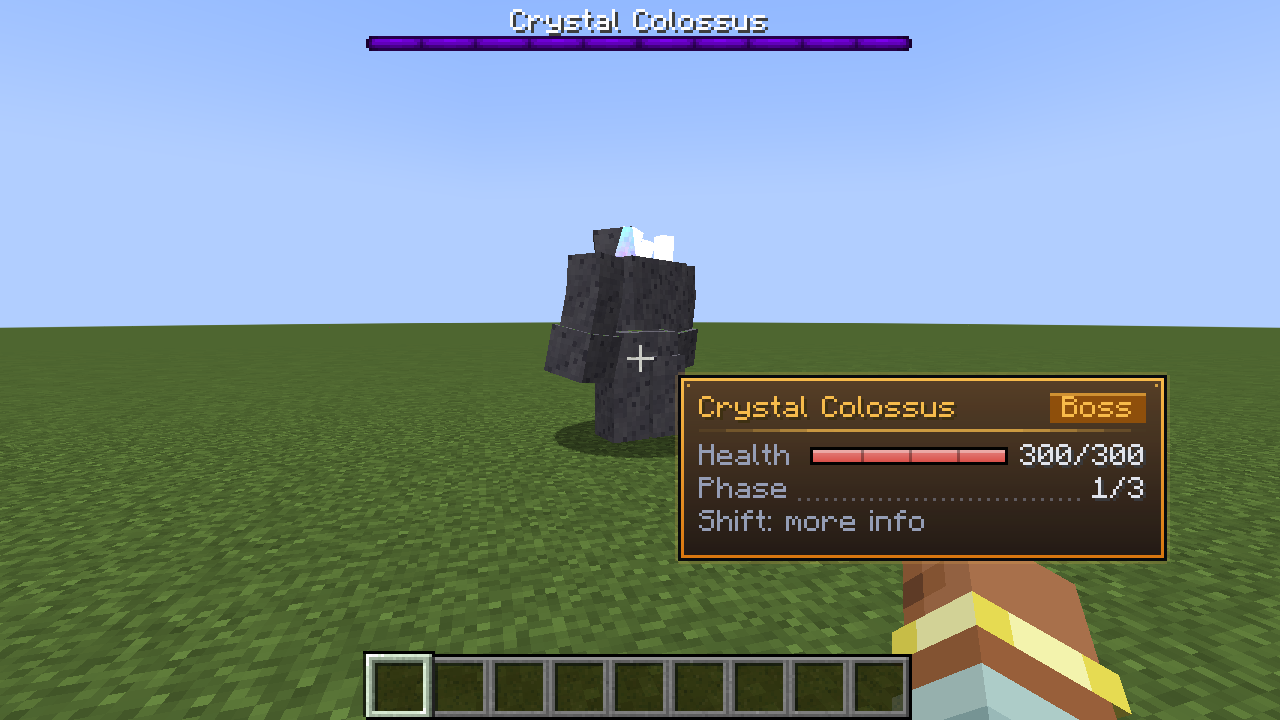 Crystal Colossus
Crystal Colossus Boss
Health 300/300
Phase 1/3
Shift: more info